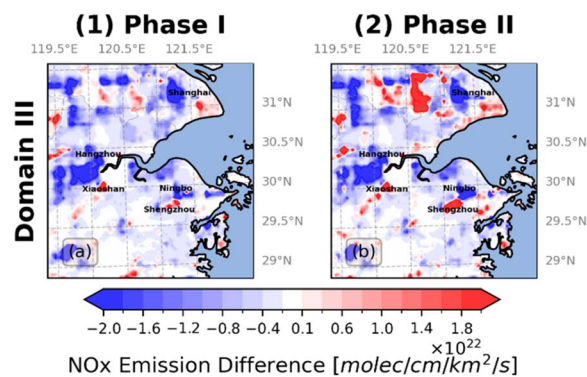 (1) Phase I
(2) Phase II
119.5°E 120.5°E 121.5°E
119.5°E 120.5°E 121.5°E
Domain III
Shanghai
Hangzhou
Xiaoshan
Ningbo
Shengzhou
(a)
31°N
30.5°N
30°N
29.5°N
29°N
Shanghai
Hangzhou
Xiaoshan
Ningbo
Shengzhou
(b)
31°N
30.5°N
30°N
29.5°N
29°N
-2.0 -1.6 -1.2 -0.8 -0.4 0.1 0.6 1.0 1.4 1.8
×10²²
NOx Emission Difference [molec/cm/km²/s]